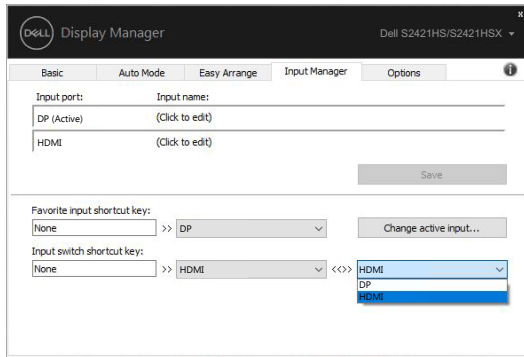 DELL Display Manager
x
Dell S2421HS/S2421HSX
Basic Auto Mode Easy Arrange Input Manager Options i
Input port: Input name:
DP (Active) (Click to edit)
HDMI (Click to edit)
Save
Favorite input shortcut key:
None >> DP Change active input...
Input switch shortcut key:
None >> HDMI <<>> HDMI
DP
HDMI